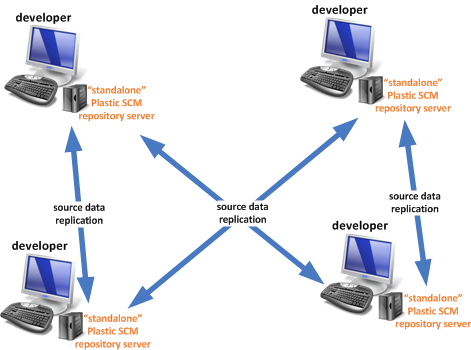 developer
"standalone"
Plastic SCM
repository server
developer
"standalone"
Plastic SCM
repository server
source data
replication
source data
replication
source data
replication
developer
"standalone"
Plastic SCM
repository server
developer
"standalone"
Plastic SCM
repository server